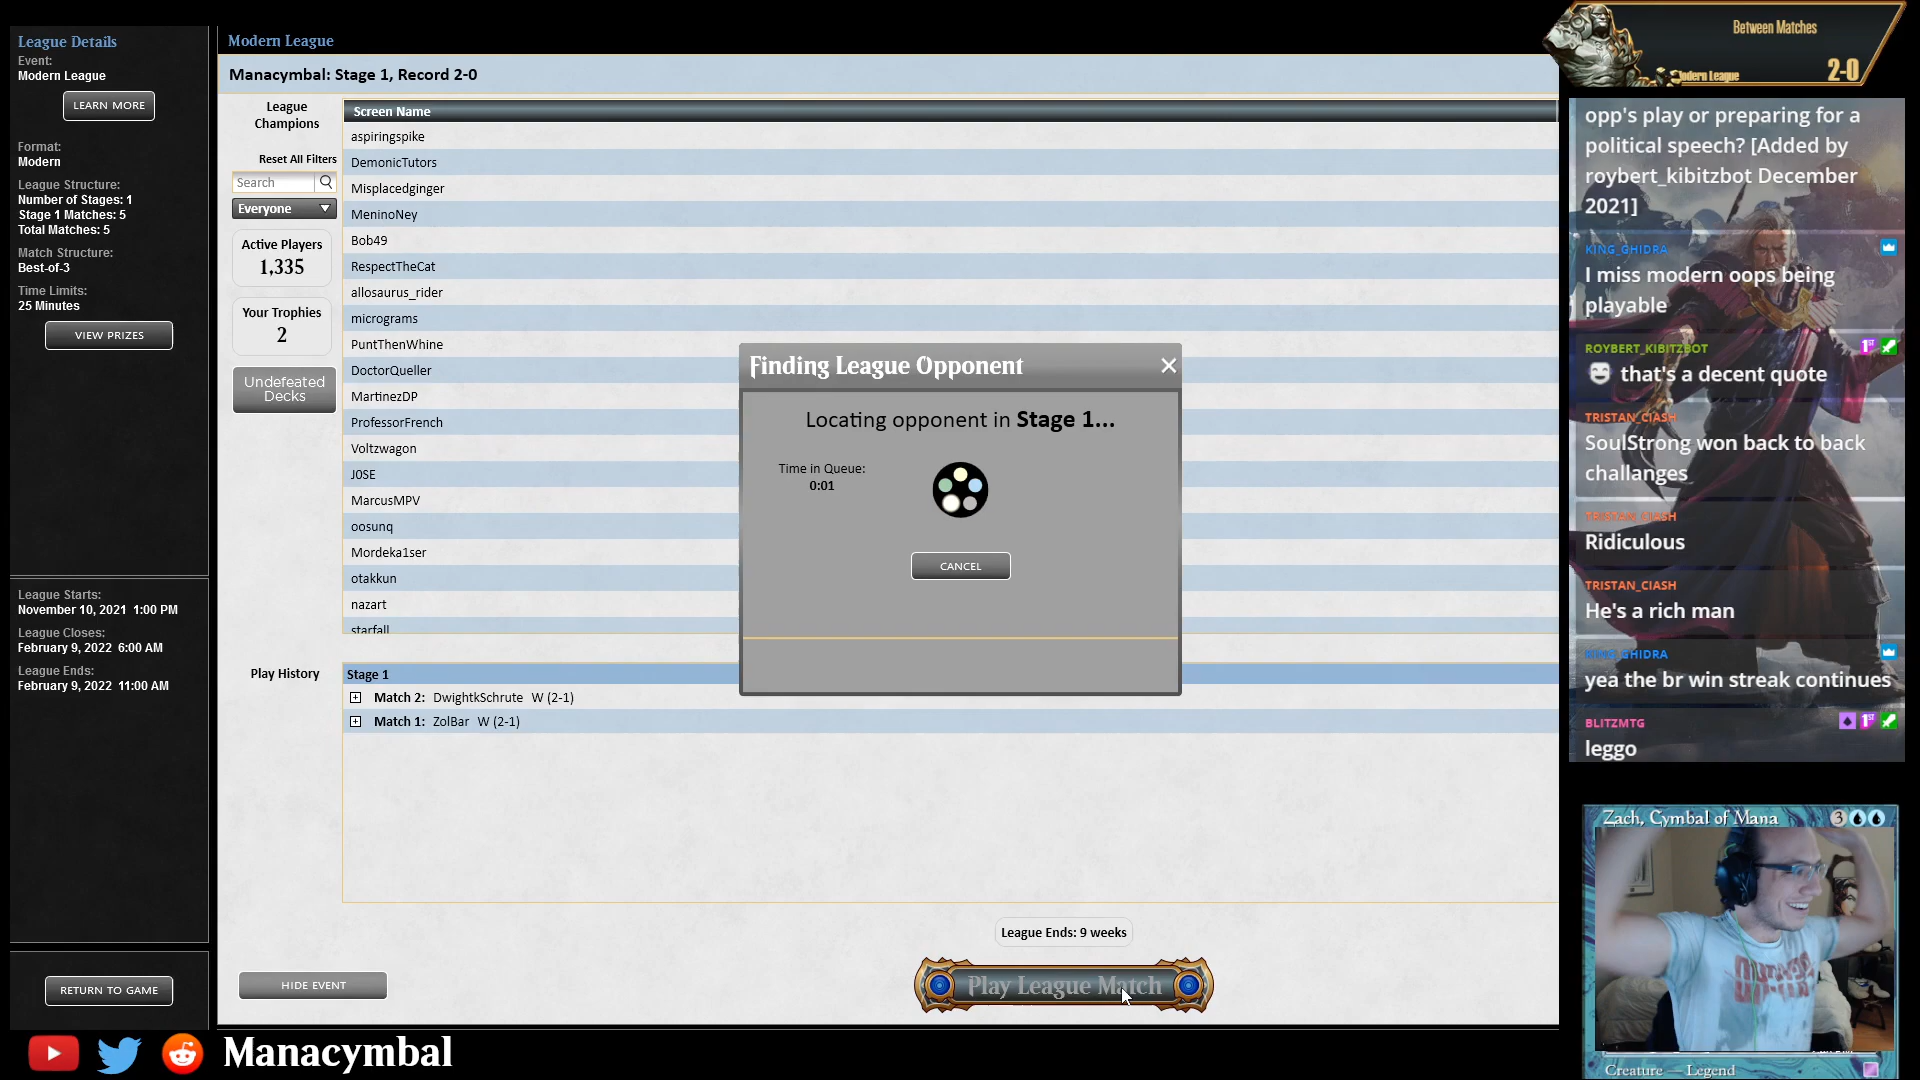 League Details
Event:
Modern League
LEARN MORE
Format:
Modern
League Structure:
Number of Stages: 1
Stage 1 Matches: 5
Total Matches: 5
Match Structure:
Best-of-3
Time Limits:
25 Minutes
VIEW PRIZES
League Starts:
November 10, 2021 1:00 PM
League Closes:
February 9, 2022 6:00 AM
League Ends:
February 9, 2022 11:00 AM
RETURN TO GAME
Modern League
Manacymbal: Stage 1, Record 2-0
League
Champions
Reset All Filters
Search
Everyone
Active Players
1,335
Your Trophies
2
Undefeated
Decks
Screen Name
aspiringspike
DemonicTutors
Misplacedginger
MeninoNey
Bob49
RespectTheCat
allosaurus_rider
micrograms
PuntThenWhine
DoctorQueller
MartinezDP
ProfessorFrench
Voltzwagon
J0SE
MarcusMPV
oosunq
Mordeka1ser
otakkun
nazart
starfall
Finding League Opponent
Locating opponent in Stage 1...
Time in Queue:
0:01
CANCEL
Play History
Stage 1
Match 2: DwightkSchrute W (2-1)
Match 1: ZolBar W (2-1)
League Ends: 9 weeks
HIDE EVENT
Play League Match
Between Matches
Modern League
2-0
opp's play or preparing for a
political speech? [Added by
roybert_kibitzbot December
2021]
KING_GHIDRA
I miss modern oops being
playable
ROYBERT_KIBITZBOT
that's a decent quote
TRISTAN_CIASH
SoulStrong won back to back
challanges
TRISTAN_CIASH
Ridiculous
TRISTAN_CIASH
He's a rich man
KING_GHIDRA
yea the br win streak continues
BLITZMTG
leggo
Zach, Cymbal of Mana 3
Creature — Legend
Manacymbal